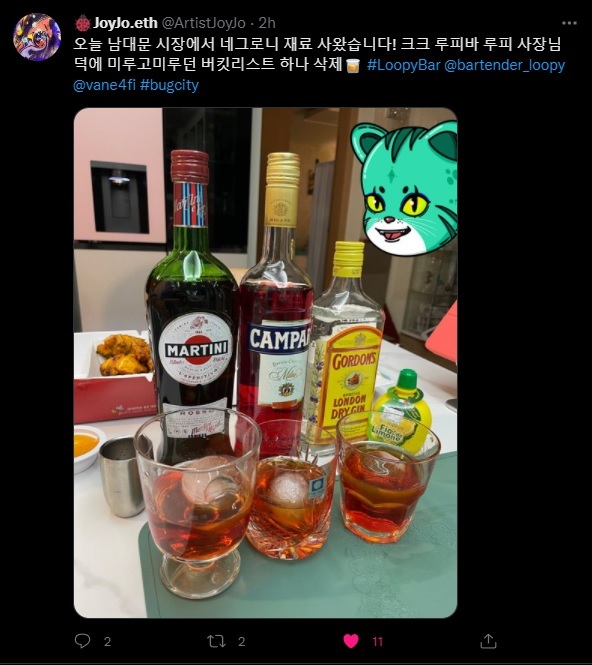 JoyJo.eth @ArtistJoyJo · 2h
오늘 남대문 시장에서 네그로니 재료 사왔습니다! 크크 루피바 루피 사장님
덕에 미루고미루던 버킷리스트 하나 삭제🥃 #LoopyBar @bartender_loopy
@vane4fi #bugcity
MARTINI
ROSSO
CAMPA
GORDON'S
SPECIAL
LONDON
DRY GIN
2
2
11